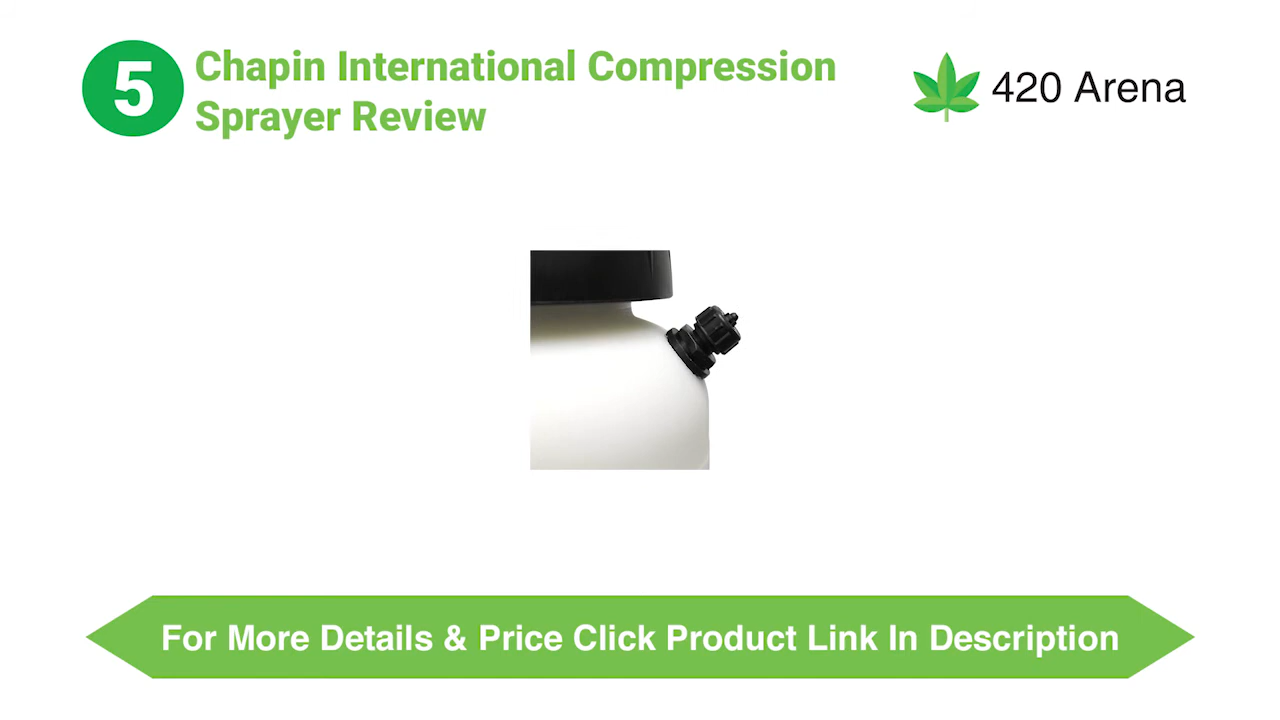 5
Chapin International Compression
Sprayer Review
420 Arena
For More Details & Price Click Product Link In Description